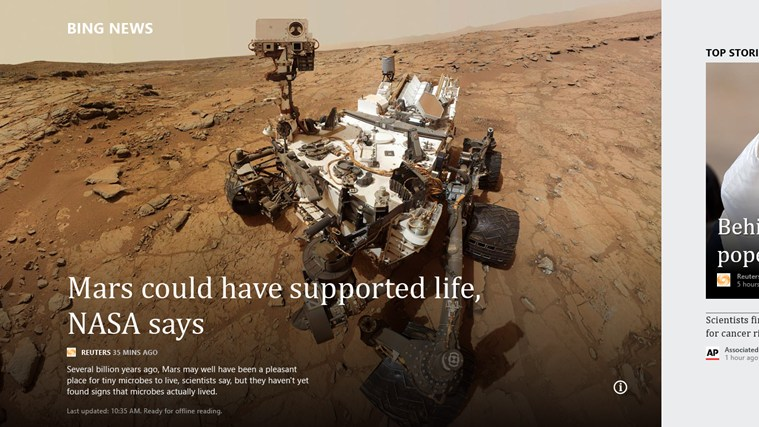 BING NEWS
Mars could have supported life,
NASA says
REUTERS 35 MINS AGO
Several billion years ago, Mars may well have been a pleasant
place for tiny microbes to live, scientists say, but they haven't yet
found signs that microbes actually lived.
Last updated: 10:35 AM. Ready for offline reading.
TOP STORI
Behi
pope
Reuters
5 hours
Scientists fi
for cancer ri
AP
Associated
1 hour ago